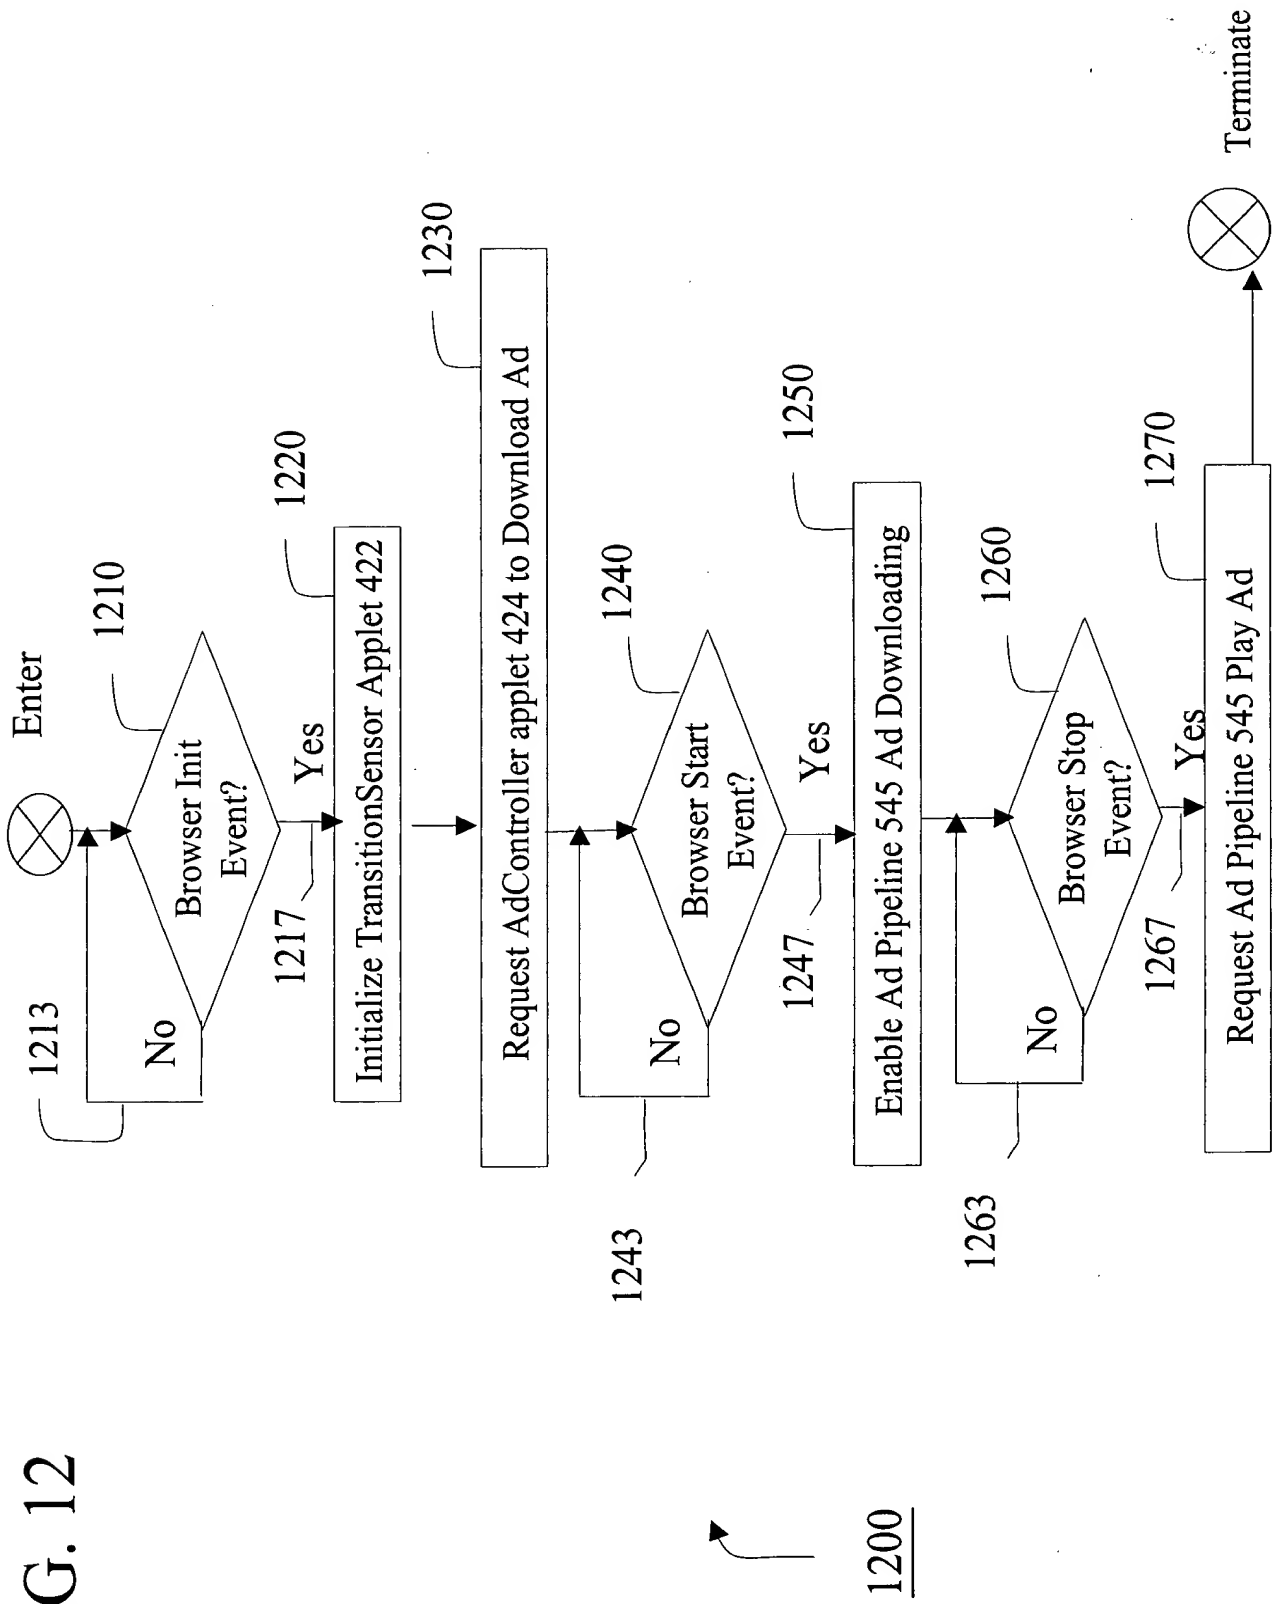 G. 12
Enter
1210
Browser Init
Event?
1213
No
1217
Yes
1220
Initialize TransitionSensor Applet 422
1230
Request AdController applet 424 to Download Ad
1240
Browser Start
Event?
No
1243
1247
Yes
1250
Enable Ad Pipeline 545 Ad Downloading
1260
Browser Stop
Event?
No
1263
1267
Yes
1270
Request Ad Pipeline 545 Play Ad
Terminate
1200